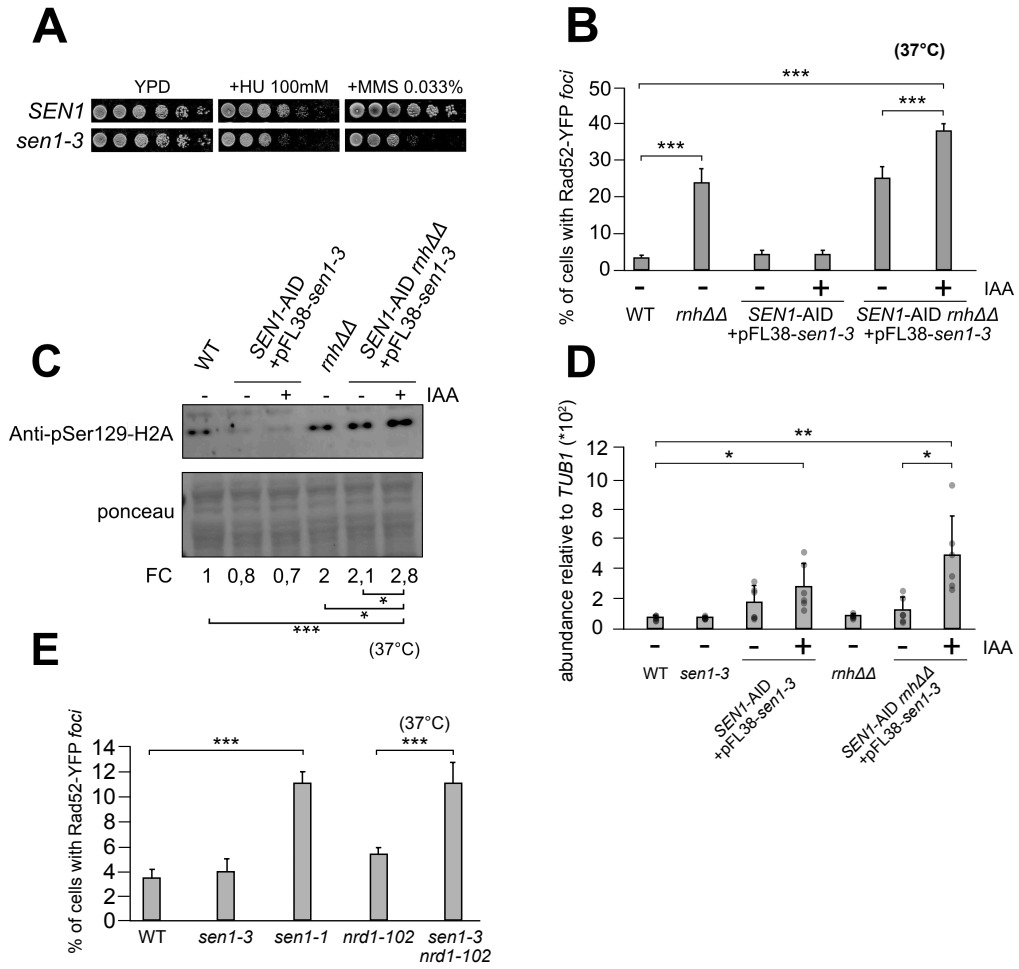 A
YPD
+HU 100mM
+MMS 0.033%
SEN1
sen1-3
B
(37°C)
% of cells with Rad52-YFP foci
50
40
30
20
10
0
***
***
***
- - - + - + IAA
WT
rnhΔΔ
SEN1-AID
+pFL38-sen1-3
SEN1-AID rnhΔΔ
+pFL38-sen1-3
C
WT
SEN1-AID
+pFL38-sen1-3
rnhΔΔ
SEN1-AID rnhΔΔ
+pFL38-sen1-3
- - + - - + IAA
Anti-pSer129-H2A
ponceau
FC 1 0,8 0,7 2 2,1 2,8
*
*
***
(37°C)
D
abundance relative to TUB1 (*10²)
12
10
8
6
4
2
0
**
*
*
- - - + - - + IAA
WT
sen1-3
SEN1-AID
+pFL38-sen1-3
rnhΔΔ
SEN1-AID rnhΔΔ
+pFL38-sen1-3
E
(37°C)
% of cells with Rad52-YFP foci
14
12
10
8
6
4
2
0
***
***
WT
sen1-3
sen1-1
nrd1-102
sen1-3
nrd1-102